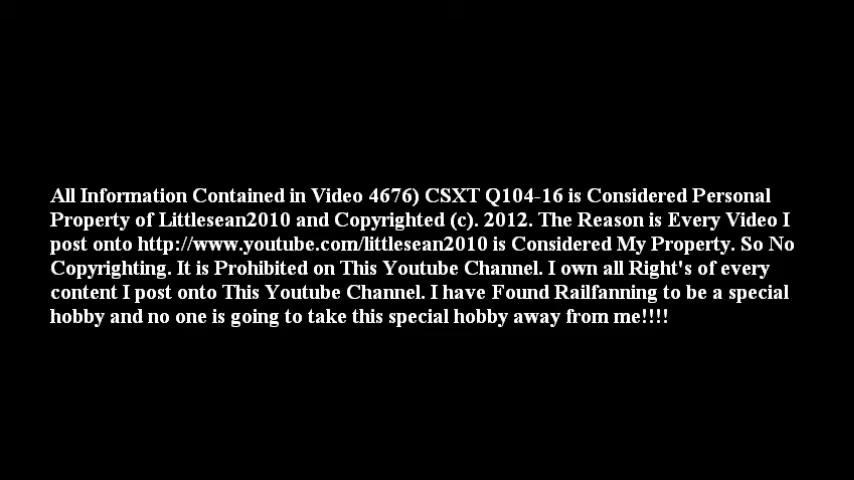 All Information Contained in Video 4676) CSXT Q104-16 is Considered Personal
Property of Littlesean2010 and Copyrighted (c). 2012. The Reason is Every Video I
post onto http://www.youtube.com/littlesean2010 is Considered My Property. So No
Copyrighting. It is Prohibited on This Youtube Channel. I own all Right's of every
content I post onto This Youtube Channel. I have Found Railfanning to be a special
hobby and no one is going to take this special hobby away from me!!!!